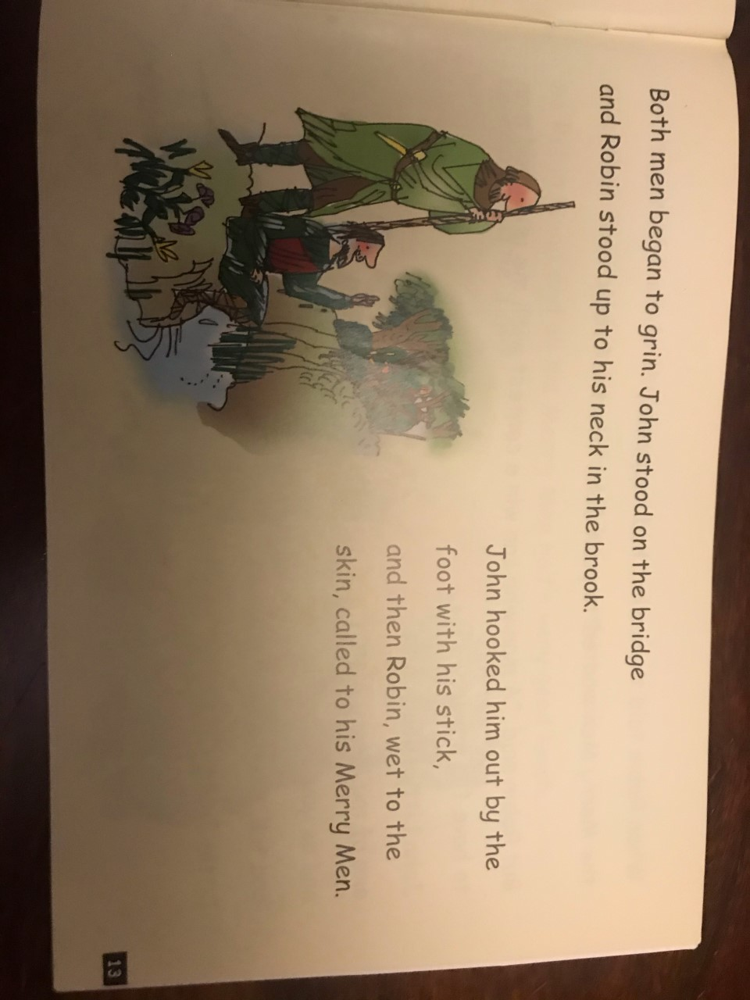 Both men began to grin. John stood on the bridge
and Robin stood up to his neck in the brook.
John hooked him out by the
foot with his stick,
and then Robin, wet to the
skin, called to his Merry Men.
13